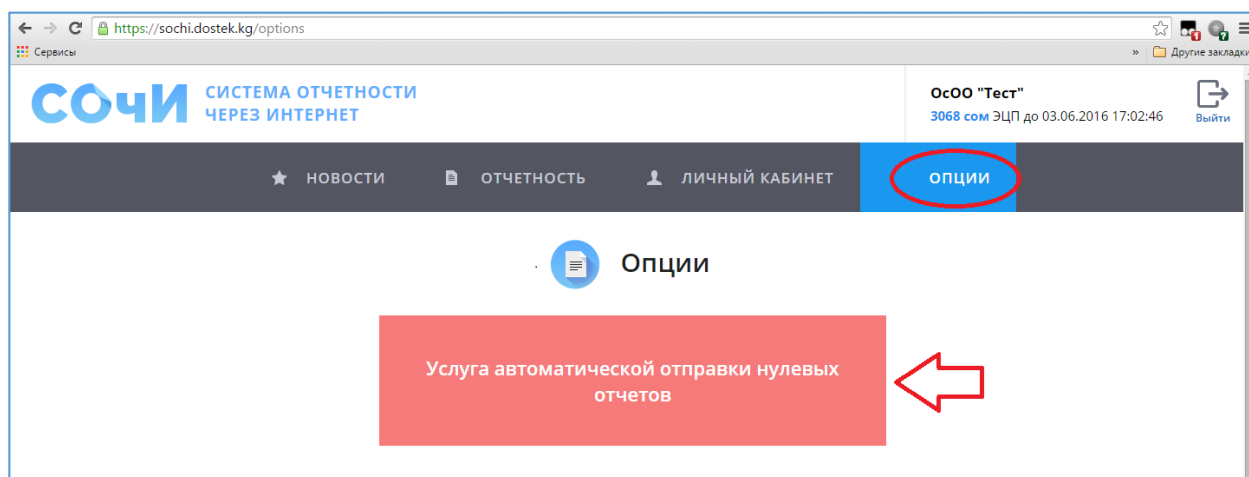 https://sochi.dostek.kg/options
Сервисы
» Другие закладки
СОчИ
СИСТЕМА ОТЧЕТНОСТИ
ЧЕРЕЗ ИНТЕРНЕТ
ОсОО "Тест"
3068 сом ЭЦП до 03.06.2016 17:02:46
Выйти
НОВОСТИ ОТЧЕТНОСТЬ ЛИЧНЫЙ КАБИНЕТ ОПЦИИ
Опции
Услуга автоматической отправки нулевых
отчетов